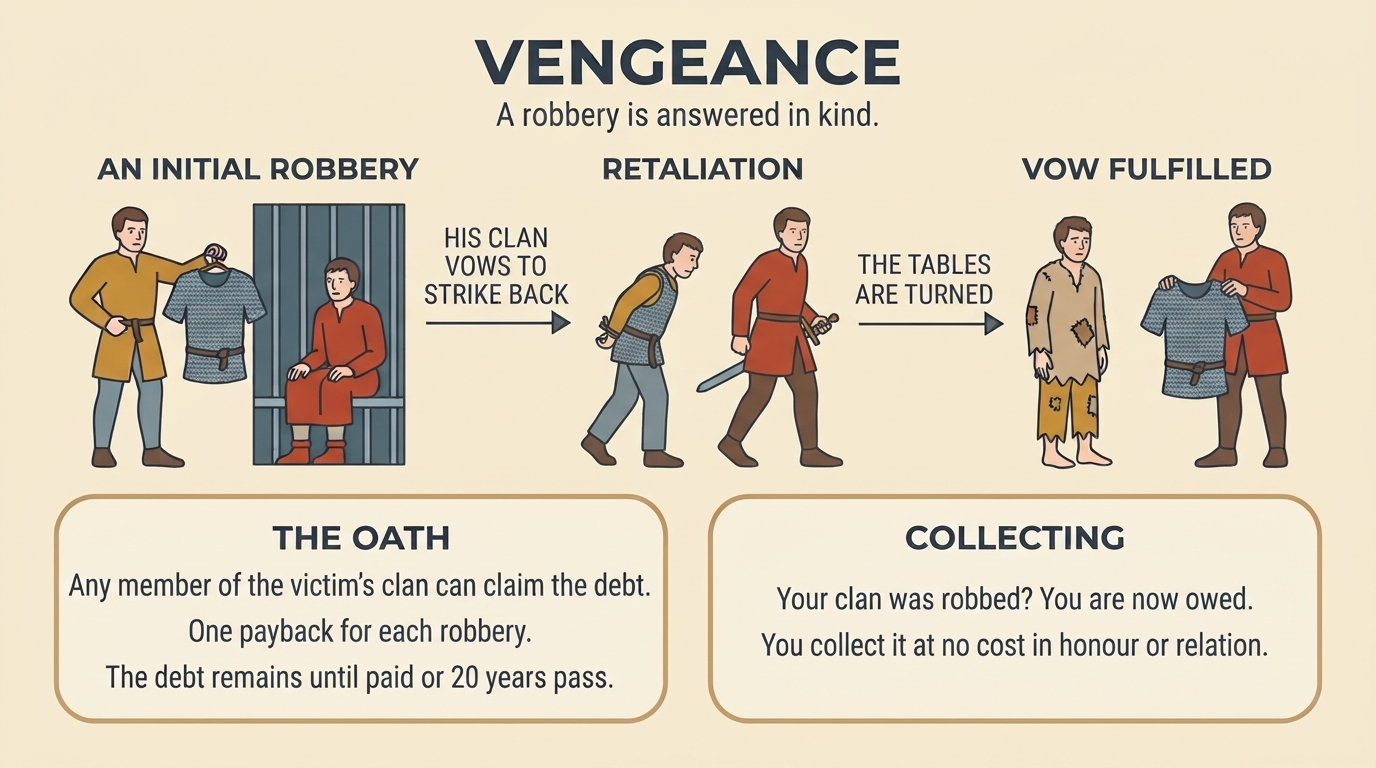 VENGEANCE
A robbery is answered in kind.
AN INITIAL ROBBERY
HIS CLAN
VOWS TO
STRIKE BACK
RETALIATION
THE TABLES
ARE TURNED
VOW FULFILLED
THE OATH
Any member of the victim's clan can claim the debt.
One payback for each robbery.
The debt remains until paid or 20 years pass.
COLLECTING
Your clan was robbed? You are now owed.
You collect it at no cost in honour or relation.